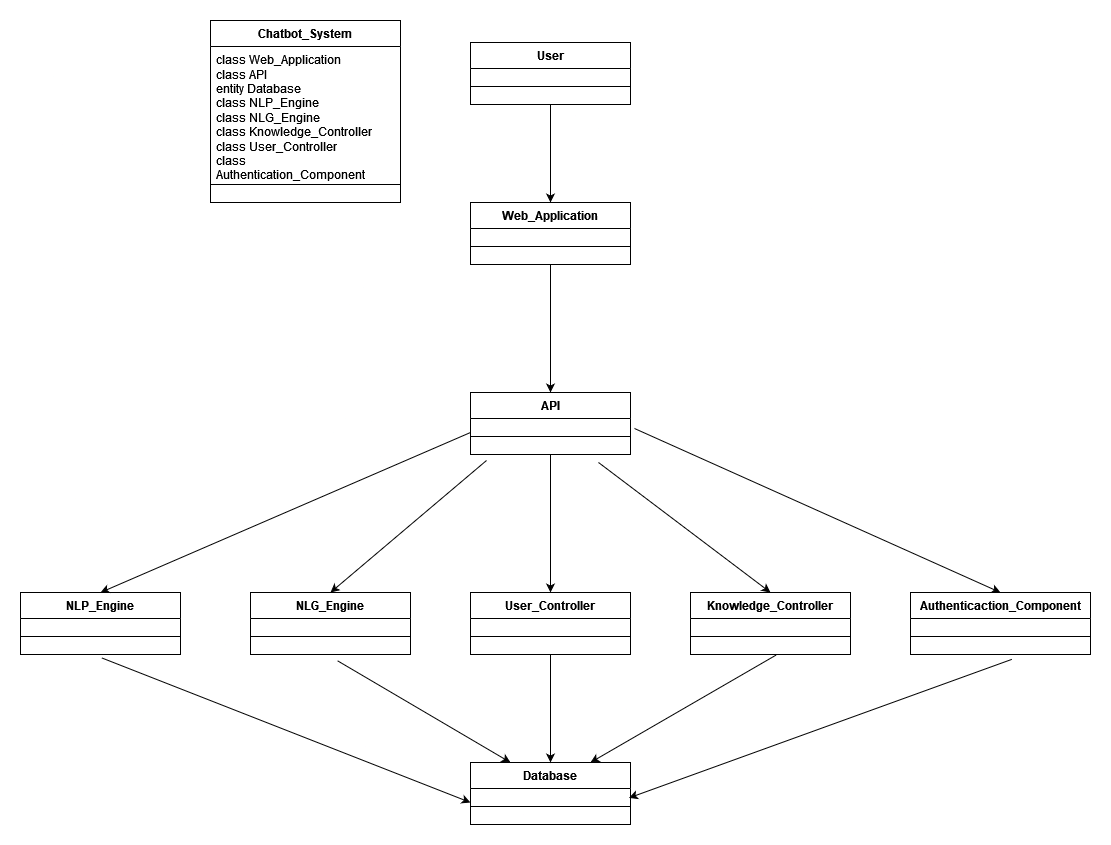 Chatbot_System
class Web_Application
class API
entity Database
class NLP_Engine
class NLG_Engine
class Knowledge_Controller
class User_Controller
class
Authentication_Component
User
Web_Application
API
NLP_Engine
NLG_Engine
User_Controller
Knowledge_Controller
Authenticaction_Component
Database